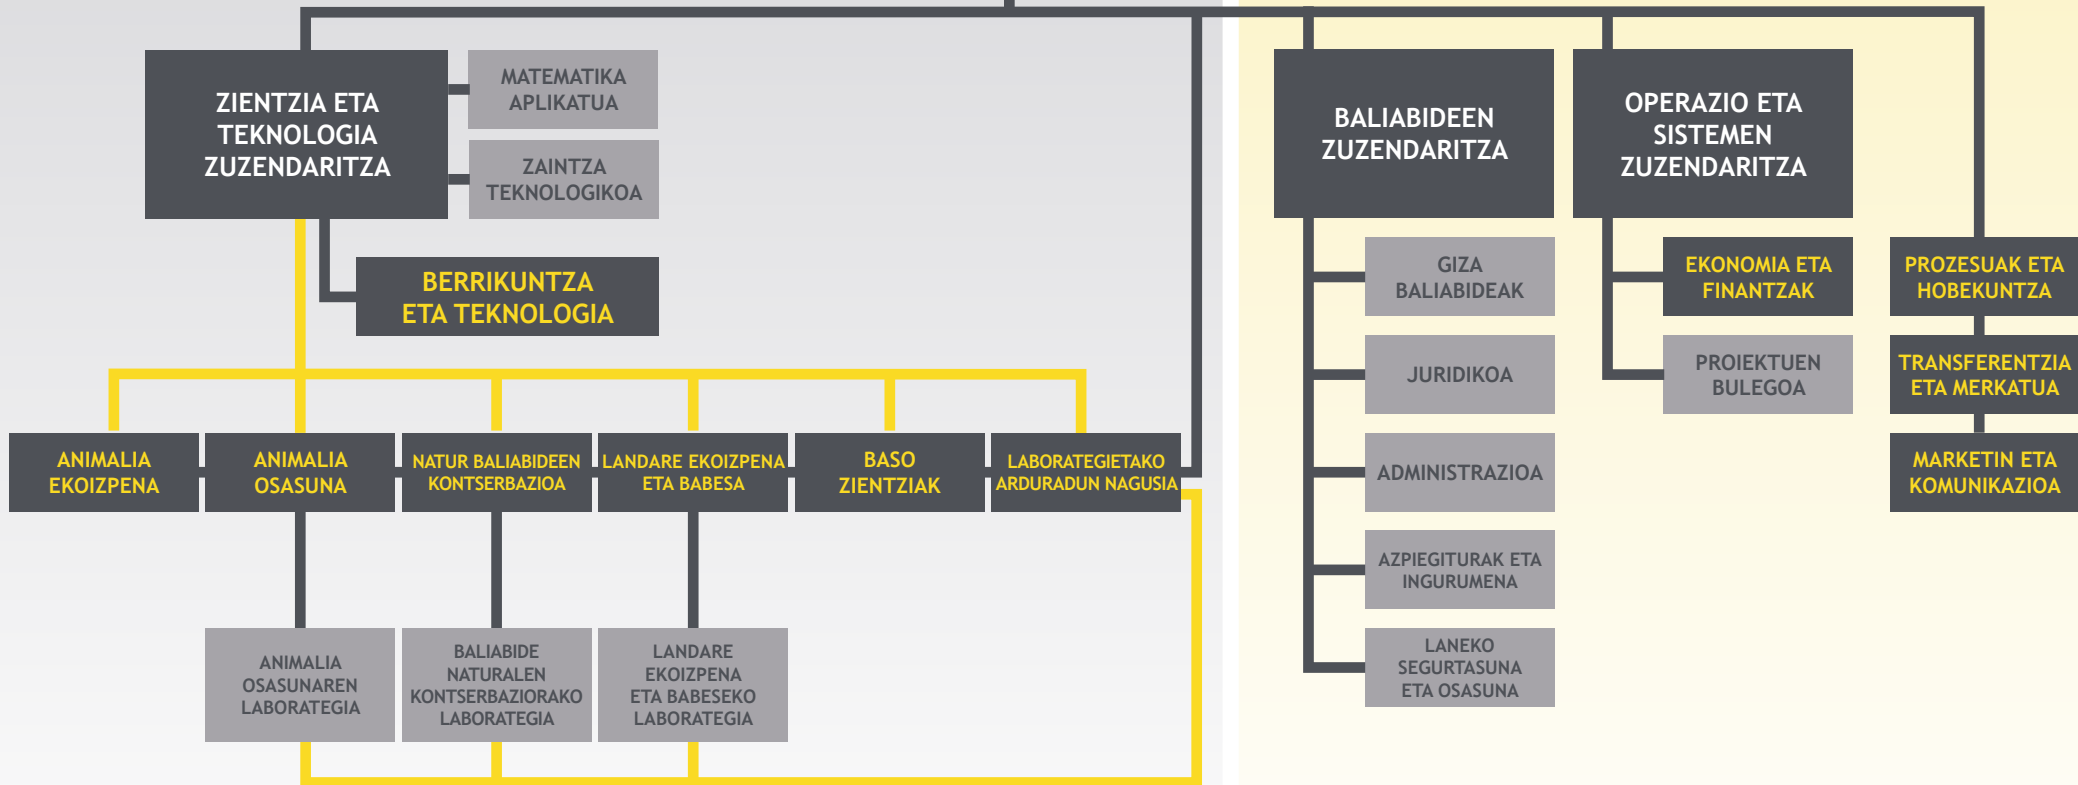 ZIENTZIA ETA
TEKNOLOGIA
ZUZENDARITZA
MATEMATIKA
APLIKATUA
ZAINTZA
TEKNOLOGIKOA
BERRIKUNTZA
ETA TEKNOLOGIA
ANIMALIA
EKOIZPENA
ANIMALIA
OSASUNA
NATUR BALIABIDEEN
KONTSERBAZIOA
LANDARE EKOIZPENA
ETA BABESA
BASO
ZIENTZIAK
LABORATEGIETAKO
ARDURADUN NAGUSIA
ANIMALIA
OSASUNAREN
LABORATEGIA
BALIABIDE
NATURALEN
KONTSERBAZIORAKO
LABORATEGIA
LANDARE
EKOIZPENA
ETA BABESEKO
LABORATEGIA
BALIABIDEEN
ZUZENDARITZA
GIZA
BALIABIDEAK
JURIDIKOA
ADMINISTRAZIOA
AZPIEGITURAK ETA
INGURUMENA
LANEKO
SEGURTASUNA
ETA OSASUNA
OPERAZIO ETA
SISTEMEN
ZUZENDARITZA
EKONOMIA ETA
FINANTZAK
PROIEKTUEN
BULEGOA
PROZESUAK ETA
HOBEKUNTZA
TRANSFERENTZIA
ETA MERKATUA
MARKETIN ETA
KOMUNIKAZIOA